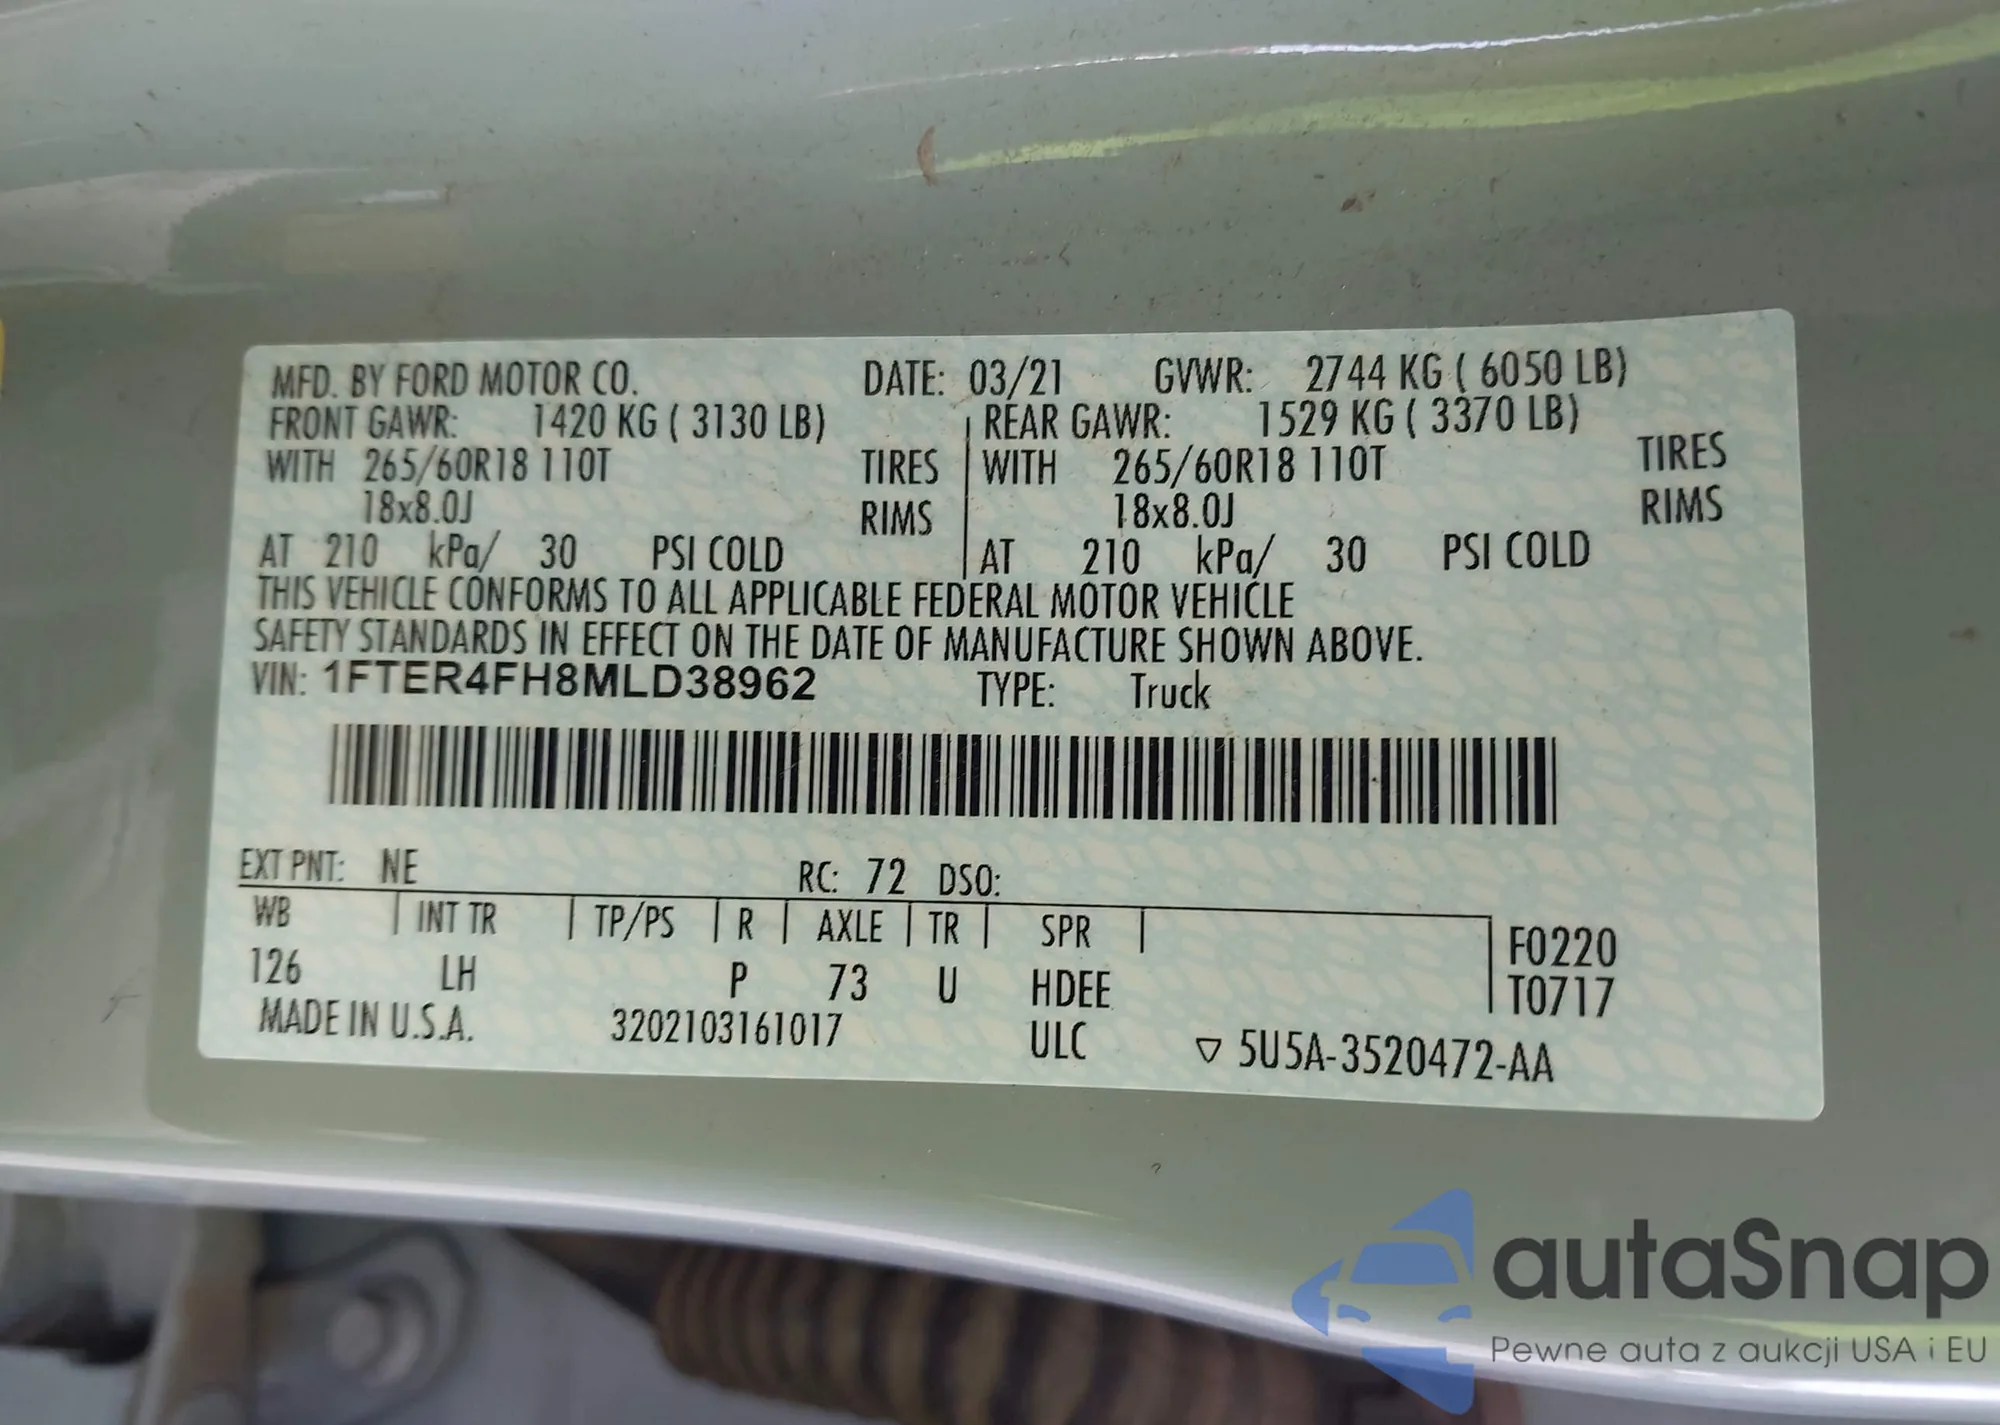 MFD. BY FORD MOTOR CO. DATE: 03/21 GVWR: 2744 KG ( 6050 LB)
FRONT GAWR: 1420 KG ( 3130 LB) REAR GAWR: 1529 KG ( 3370 LB)
WITH 265/60R18 110T TIRES WITH 265/60R18 110T TIRES
18x8.0J RIMS 18x8.0J RIMS
AT 210 kPa/ 30 PSI COLD AT 210 kPa/ 30 PSI COLD
THIS VEHICLE CONFORMS TO ALL APPLICABLE FEDERAL MOTOR VEHICLE
SAFETY STANDARDS IN EFFECT ON THE DATE OF MANUFACTURE SHOWN ABOVE.
VIN: 1FTER4FH8MLD38962 TYPE: Truck
EXT PNT: NE RC: 72 DSO:
WB INT TR TP/PS R AXLE TR SPR F0220
126 LH P 73 U HDEE T0717
MADE IN U.S.A. 3202103161017 ULC ▽ 5U5A-3520472-AA
autaSnap
Pewne auta z aukcji USA i EU